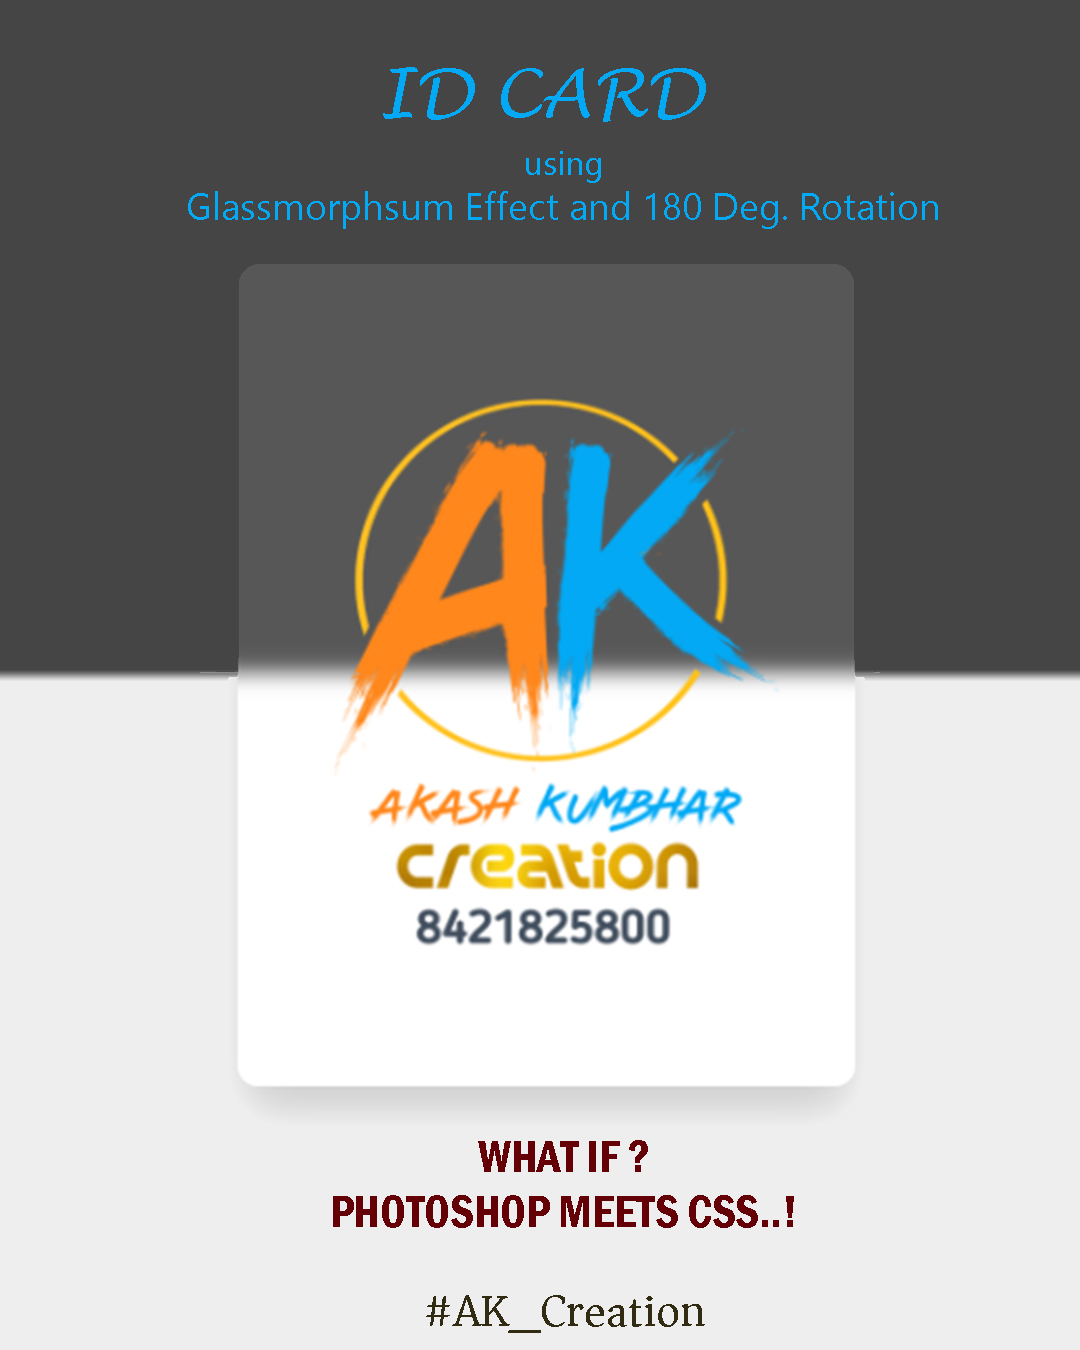 ID CARD
using
Glassmorphsum Effect and 180 Deg. Rotation
AK
AKASH KUMBHAR
creation
8421825800
WHAT IF ?
PHOTOSHOP MEETS CSS..!
#AK_Creation